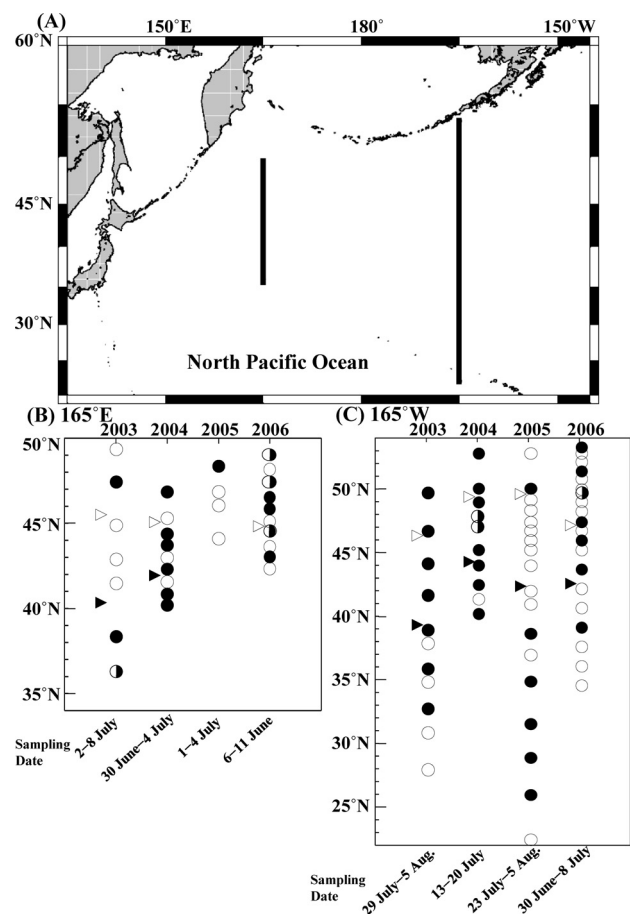 (A)
150°E 180° 150°W
60°N
45°N
30°N
North Pacific Ocean
(B) 165°E
2003 2004 2005 2006
50°N
45°N
40°N
35°N
Sampling
Date
2–8 July
30 June–4 July
1–4 July
6–11 June
(C) 165°W
2003 2004 2005 2006
50°N
45°N
40°N
35°N
30°N
25°N
Sampling
Date
29 July–5 Aug.
13–20 July
23 July–5 Aug.
30 June–8 July